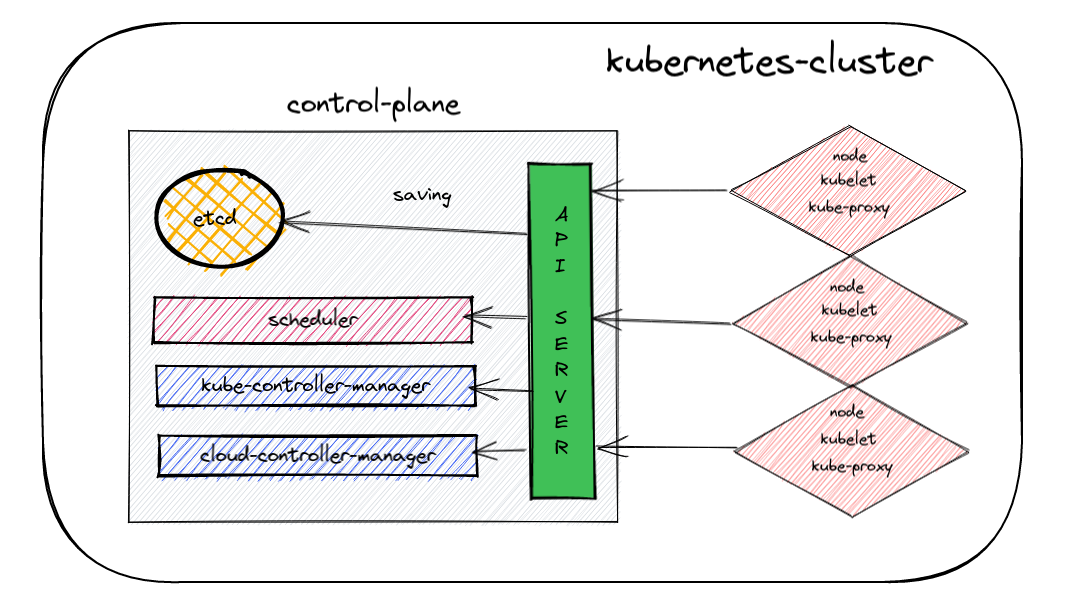 kubernetes-cluster
control-plane
etcd
saving
API SERVER
scheduler
kube-controller-manager
cloud-controller-manager
node
kubelet
kube-proxy
node
kubelet
kube-proxy
node
kubelet
kube-proxy